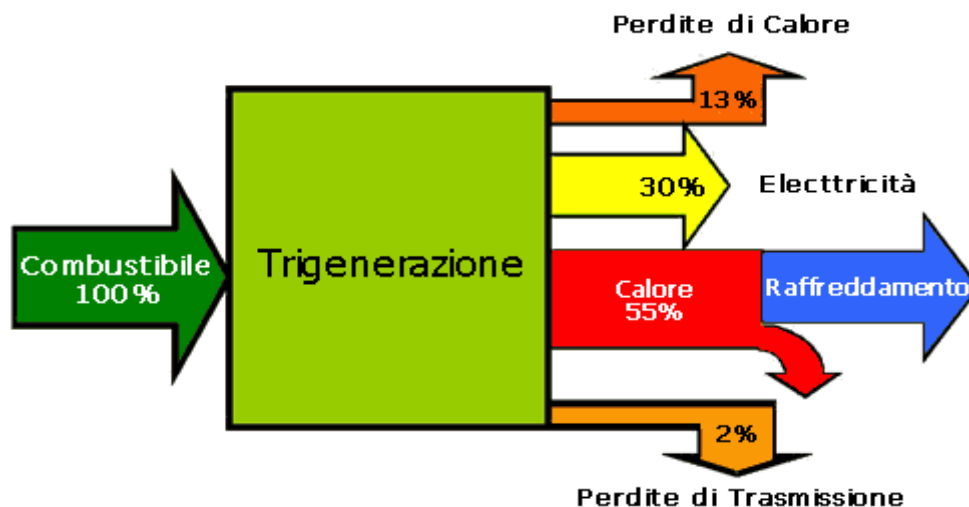 Perdite di Calore
13%
30%
Electtricità
Combustibile
100%
Trigenerazione
Calore
55%
Raffreddamento
2%
Perdite di Trasmissione